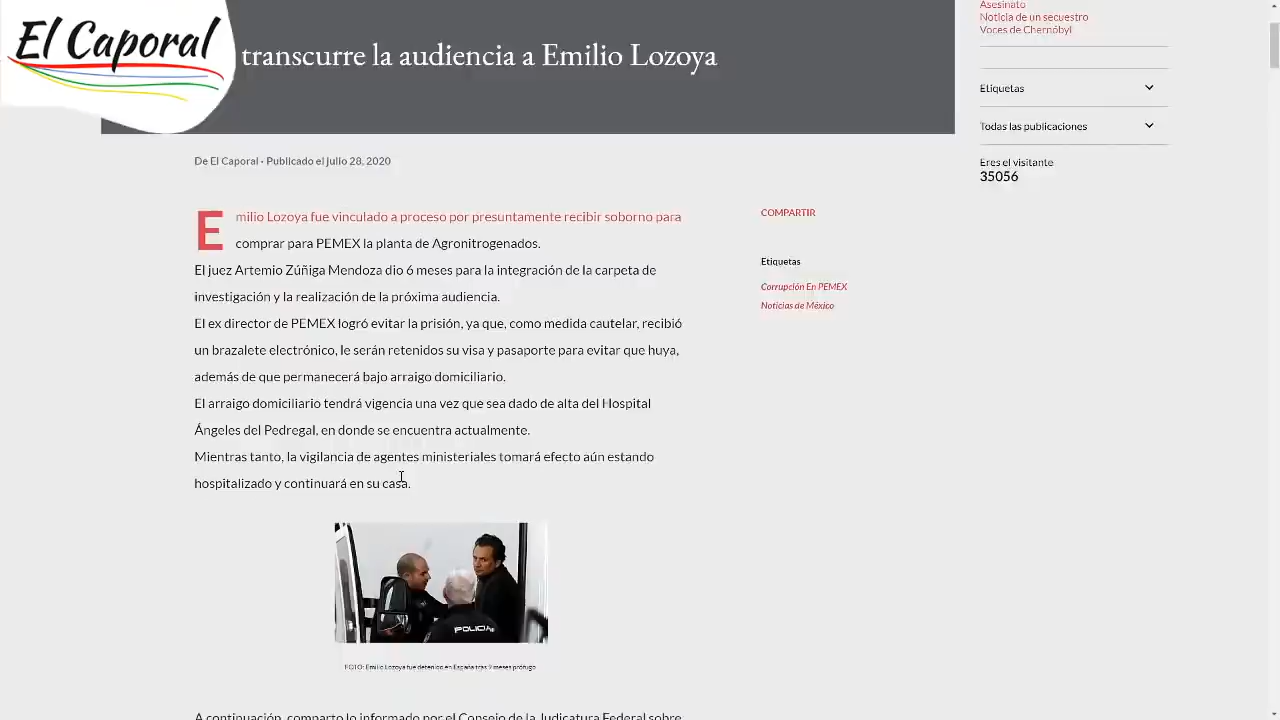 El Caporal
transcurre la audiencia a Emilio Lozoya
De El Caporal · Publicado el julio 28, 2020
Emilio Lozoya fue vinculado a proceso por presuntamente recibir soborno para
comprar para PEMEX la planta de Agronitrogenados.
El juez Artemio Zúñiga Mendoza dio 6 meses para la integración de la carpeta de
investigación y la realización de la próxima audiencia.
El ex director de PEMEX logró evitar la prisión, ya que, como medida cautelar, recibió
un brazalete electrónico, le serán retenidos su visa y pasaporte para evitar que huya,
además de que permanecerá bajo arraigo domiciliario.
El arraigo domiciliario tendrá vigencia una vez que sea dado de alta del Hospital
Ángeles del Pedregal, en donde se encuentra actualmente.
Mientras tanto, la vigilancia de agentes ministeriales tomará efecto aún estando
hospitalizado y continuará en su casa.
POLICIA
FOTO: Emilio Lozoya fue detenido en España tras 9 meses prófugo
A continuación, comparto lo informado por el Consejo de la Judicatura Federal sobre
COMPARTIR
Etiquetas
Corrupción En PEMEX
Noticias de México
Asesinato
Noticia de un secuestro
Voces de Chernóbyl
Etiquetas
Todas las publicaciones
Eres el visitante
35056